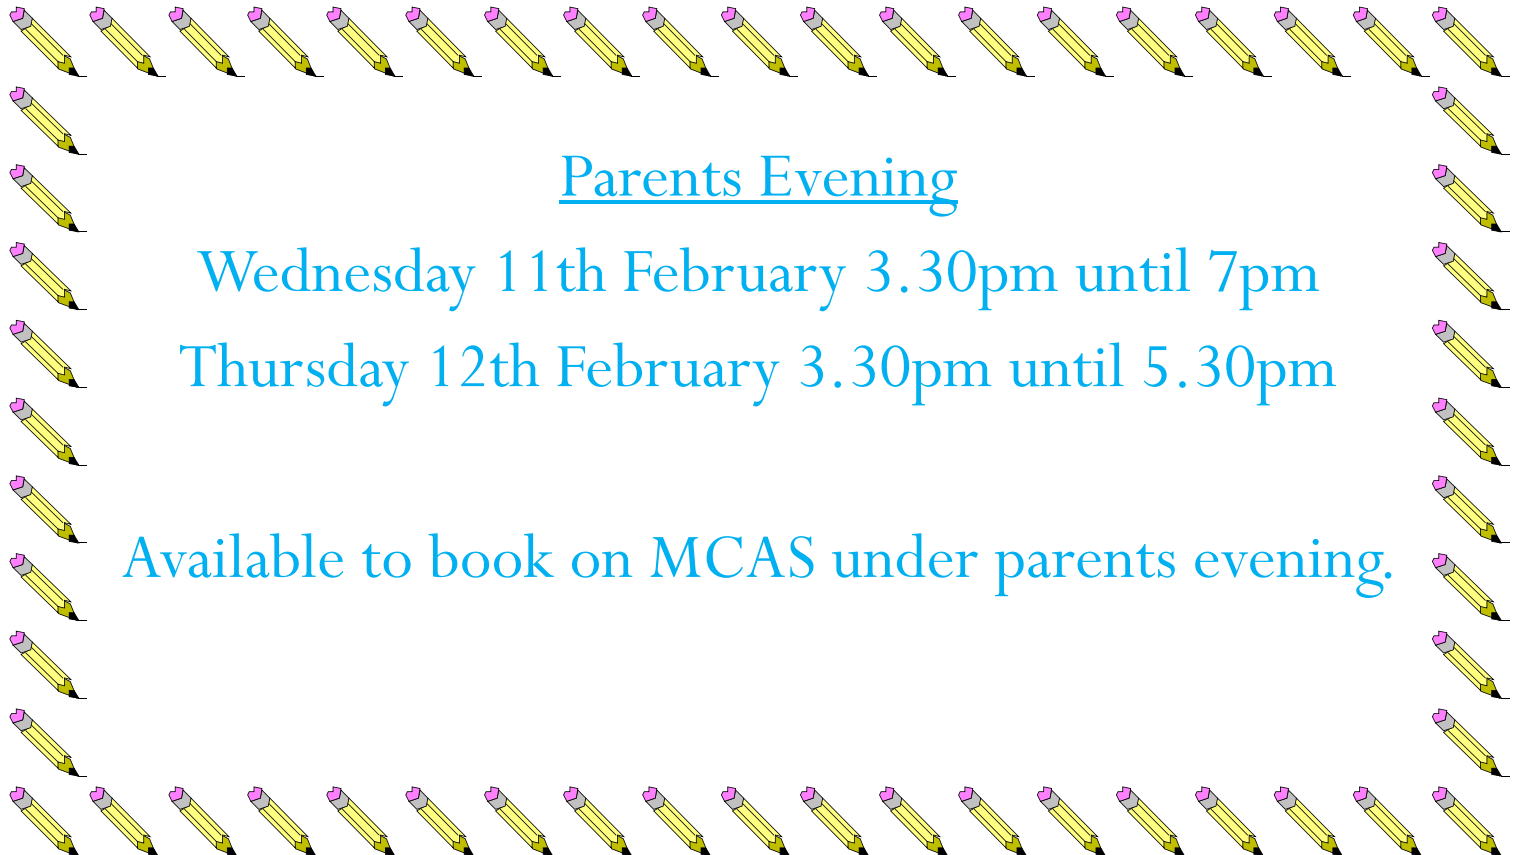 Parents Evening
Wednesday 11th February 3.30pm until 7pm
Thursday 12th February 3.30pm until 5.30pm
Available to book on MCAS under parents evening.